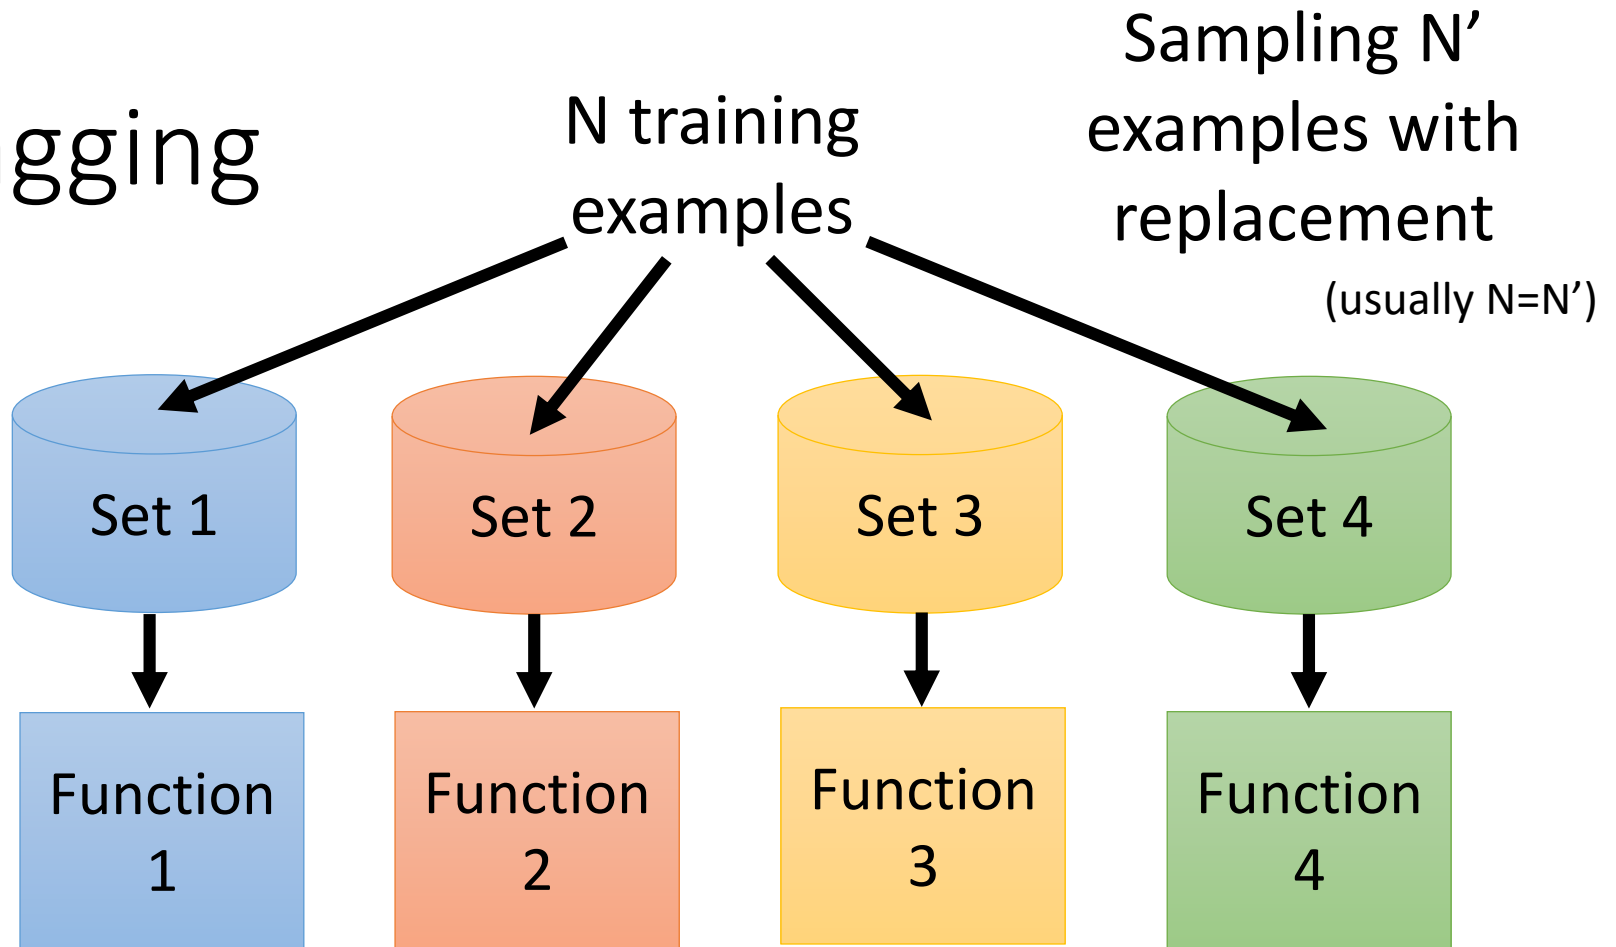 gging
N training
examples
Sampling N’
examples with
replacement
(usually N=N’)
Set 1
Set 2
Set 3
Set 4
Function
1
Function
2
Function
3
Function
4